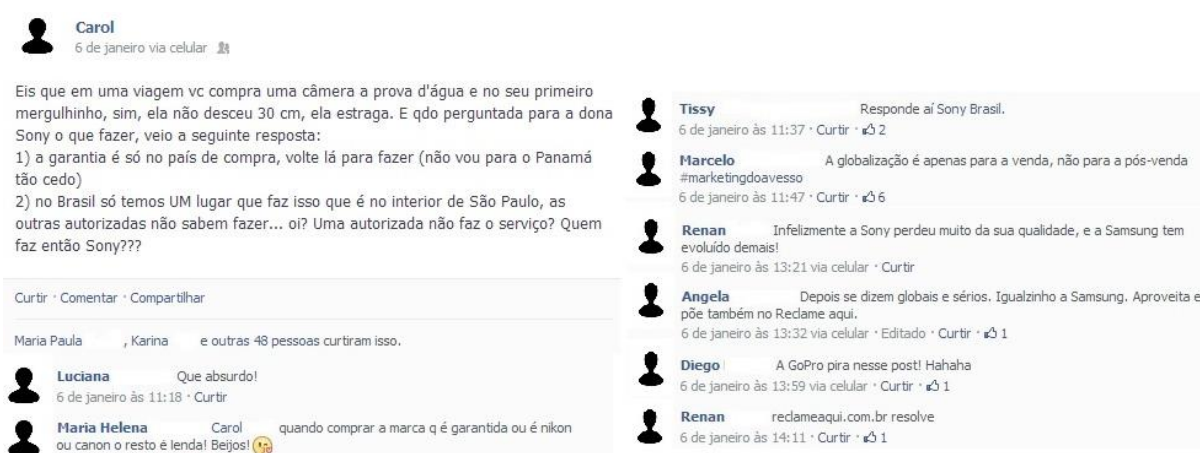 Carol
6 de janeiro via celular
Eis que em uma viagem vc compra uma câmera a prova d'água e no seu primeiro
mergulhinho, sim, ela não desceu 30 cm, ela estraga. E qdo perguntada para a dona
Sony o que fazer, veio a seguinte resposta:
1) a garantia é só no país de compra, volte lá para fazer (não vou para o Panamá
tão cedo)
2) no Brasil só temos UM lugar que faz isso que é no interior de São Paulo, as
outras autorizadas não sabem fazer... oi? Uma autorizada não faz o serviço? Quem
faz então Sony???
Curtir · Comentar · Compartilhar
Maria Paula , Karina e outras 48 pessoas curtiram isso.
Luciana Que absurdo!
6 de janeiro às 11:18 · Curtir
Maria Helena Carol quando comprar a marca q é garantida ou é nikon
ou canon o resto é lenda! Beijos!
Tissy Responde aí Sony Brasil.
6 de janeiro às 11:37 · Curtir · 2
Marcelo A globalização é apenas para a venda, não para a pós-venda
#marketingdoavesso
6 de janeiro às 11:47 · Curtir · 6
Renan Infelizmente a Sony perdeu muito da sua qualidade, e a Samsung tem
evoluído demais!
6 de janeiro às 13:21 via celular · Curtir
Angela Depois se dizem globais e sérios. Igualzinho a Samsung. Aproveita e
põe também no Reclame aqui.
6 de janeiro às 13:32 via celular · Editado · Curtir · 1
Diego A GoPro pira nesse post! Hahaha
6 de janeiro às 13:59 via celular · Curtir · 1
Renan reclameaqui.com.br resolve
6 de janeiro às 14:11 · Curtir · 1